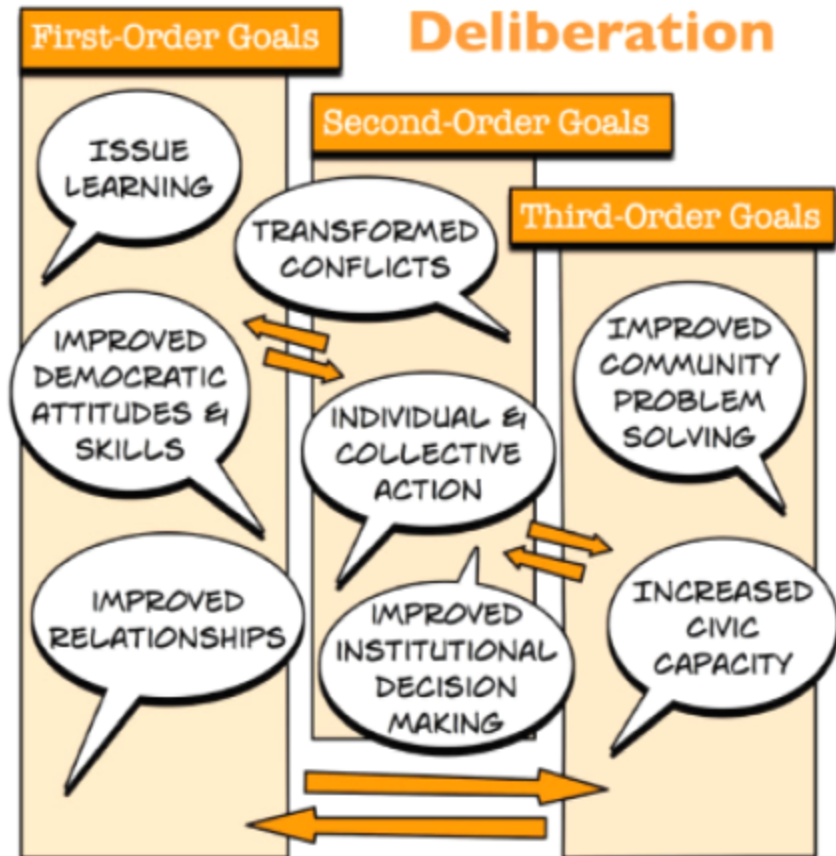 Deliberation
First-Order Goals
ISSUE
LEARNING
IMPROVED
DEMOCRATIC
ATTITUDES &
SKILLS
IMPROVED
RELATIONSHIPS
Second-Order Goals
TRANSFORMED
CONFLICTS
INDIVIDUAL &
COLLECTIVE
ACTION
IMPROVED
INSTITUTIONAL
DECISION
MAKING
Third-Order Goals
IMPROVED
COMMUNITY
PROBLEM
SOLVING
INCREASED
CIVIC
CAPACITY